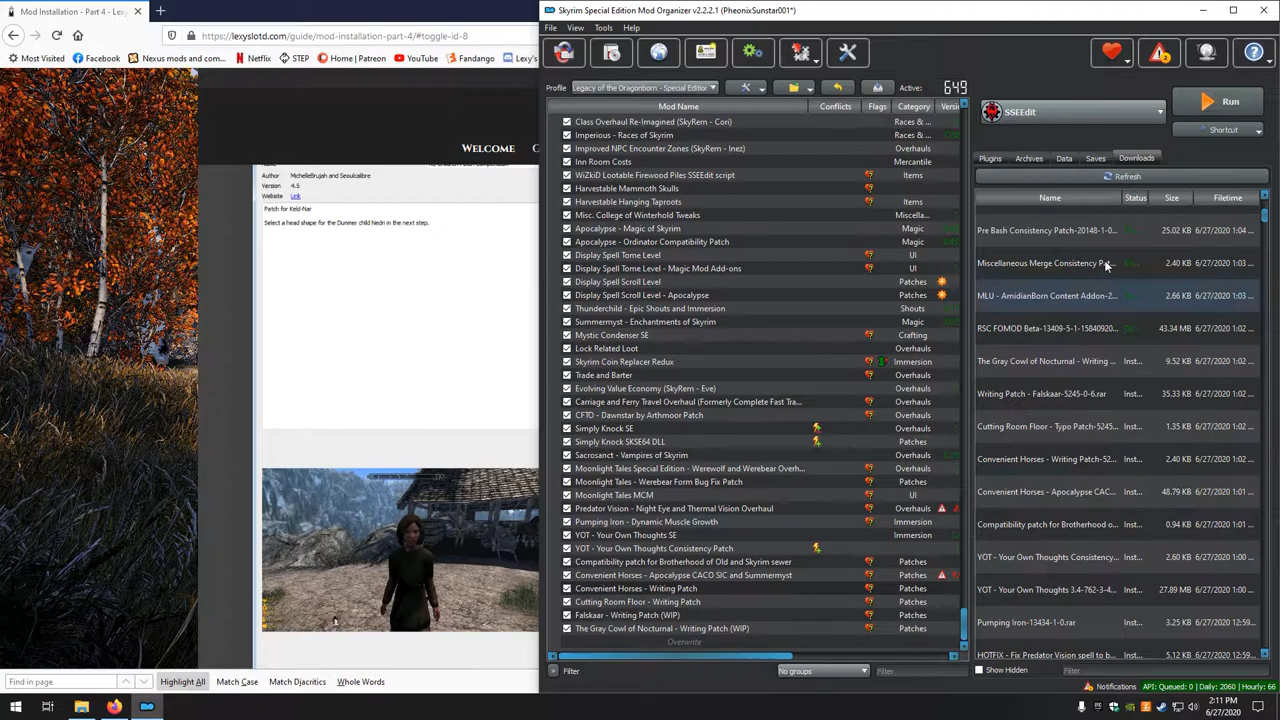 Mod Installation - Part 4 - Lexy
https://lexyslotd.com/guide/mod-installation-part-4/#toggle-id-8
Most Visited
Facebook
Nexus mods and com...
Netflix
STEP
Home | Patreon
YouTube
Fandango
Lexy's
WELCOME
Author MichelleBrujah and Seoulcalibre
Version 4.5
Website Link
Patch for Keld-Nar
Select a head shape for the Dunmer child Nedri in the next step.
Find in page
Highlight All
Match Case
Match Diacritics
Whole Words
Skyrim Special Edition Mod Organizer v2.2.2.1 (PheonixSunstar001*)
File View Tools Help
Profile Legacy of the Dragonborn - Special Editior
Active: 649
Mod Name Conflicts Flags Category Versi
Class Overhaul Re-Imagined (SkyRem - Cori) Races & ...
Imperious - Races of Skyrim Races & ...
Improved NPC Encounter Zones (SkyRem - Inez) Overhauls
Inn Room Costs Mercantile
WiZkiD Lootable Firewood Piles SSEEdit script Items
Harvestable Mammoth Skulls Items
Harvestable Hanging Taproots Items
Misc. College of Winterhold Tweaks Miscella...
Apocalypse - Magic of Skyrim Magic
Apocalypse - Ordinator Compatibility Patch Magic
Display Spell Tome Level UI
Display Spell Tome Level - Magic Mod Add-ons UI
Display Spell Scroll Level Patches
Display Spell Scroll Level - Apocalypse Patches
Thunderchild - Epic Shouts and Immersion Shouts
Summermyst - Enchantments of Skyrim Magic
Mystic Condenser SE Crafting
Lock Related Loot Overhauls
Skyrim Coin Replacer Redux Immersion
Trade and Barter Overhauls
Evolving Value Economy (SkyRem - Eve) Overhauls
Carriage and Ferry Travel Overhaul (Formerly Complete Fast Tra... Overhauls
CFTO - Dawnstar by Arthmoor Patch Overhauls
Simply Knock SE Overhauls
Simply Knock SKSE64 DLL Patches
Sacrosanct - Vampires of Skyrim Overhauls
Moonlight Tales Special Edition - Werewolf and Werebear Overh... Overhauls
Moonlight Tales - Werebear Form Bug Fix Patch Patches
Moonlight Tales MCM UI
Predator Vision - Night Eye and Thermal Vision Overhaul Overhauls
Pumping Iron - Dynamic Muscle Growth Immersion
YOT - Your Own Thoughts SE Immersion
YOT - Your Own Thoughts Consistency Patch
Compatibility patch for Brotherhood of Old and Skyrim sewer Patches
Convenient Horses - Apocalypse CACO SIC and Summermyst Patches
Convenient Horses - Writing Patch Patches
Cutting Room Floor - Writing Patch Patches
Falskaar - Writing Patch (WIP) Patches
The Gray Cowl of Nocturnal - Writing Patch (WIP) Patches
Overwrite
Filter
No groups
Filter
SSEEdit
Run
Shortcut
Plugins Archives Data Saves Downloads
Refresh
Name Status Size Filetime
Pre Bash Consistency Patch-20148-1-0... 25.02 KB 6/27/2020 1:04 ...
Miscellaneous Merge Consistency Pat... 2.40 KB 6/27/2020 1:03 ...
MLU - AmidianBorn Content Addon-2... 2.66 KB 6/27/2020 1:03 ...
RSC FOMOD Beta-13409-5-1-13840920... 43.34 MB 6/27/2020 1:02 ...
The Gray Cowl of Nocturnal - Writing ... Inst... 9.52 KB 6/27/2020 1:02 ...
Writing Patch - Falskaar-5245-0-6.rar Inst... 35.33 KB 6/27/2020 1:02 ...
Cutting Room Floor - Typo Patch-5245... Inst... 1.35 KB 6/27/2020 1:02 ...
Convenient Horses - Writing Patch-52... Inst... 2.40 KB 6/27/2020 1:01 ...
Convenient Horses - Apocalypse CAC... Inst... 48.79 KB 6/27/2020 1:01 ...
Compatibility patch for Brotherhood o... Inst... 0.94 KB 6/27/2020 1:01 ...
YOT - Your Own Thoughts Consistency... Inst... 2.60 KB 6/27/2020 1:00 ...
YOT - Your Own Thoughts 3.4-762-3-4... Inst... 27.89 MB 6/27/2020 1:00 ...
Pumping Iron-13434-1-0.rar Inst... 3.25 KB 6/27/2020 12:59...
HOTFIX - Fix Predator Vision spell to b... Inst... 5.12 KB 6/27/2020 12:59...
Show Hidden
Filter
Notifications API: Queued: 0 | Daily: 2060 | Hourly: 66
2:11 PM
6/27/2020